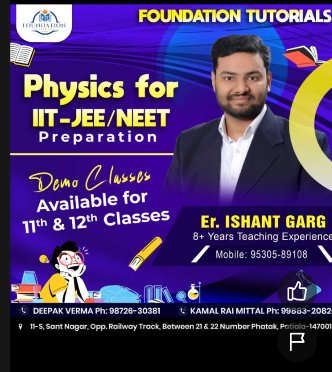 FOUNDATION
FOUNDATION TUTORIALS
Physics for
IIT-JEE/NEET
Preparation
Demo Classes
Available for
11th & 12th Classes
Er. ISHANT GARG
8+ Years Teaching Experience
Mobile: 95305-89108
DEEPAK VERMA Ph: 98726-30381
KAMAL RAI MITTAL Ph: 99883-2082
11-S, Sant Nagar, Opp. Railway Track, Between 21 & 22 Number Phatak, Patiala-147001